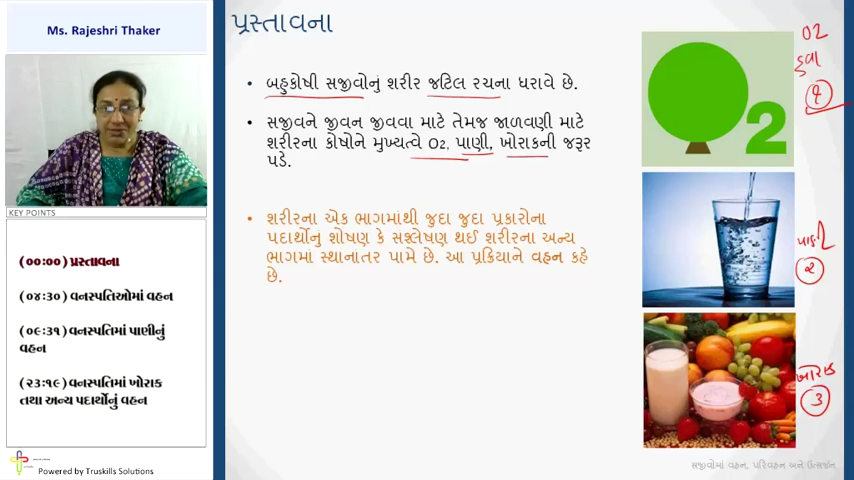 Ms. Rajeshri Thaker
પ્રસ્તાવના
• બહુકોષી સજીવોનું શરીર જટિલ રચના ધરાવે છે.
• સજીવને જીવન જીવવા માટે તેમજ જાળવણી માટે
શરીરના કોષોને મુખ્યત્વે O2, પાણી, ખોરાકની જરૂર
પડે.
• શરીરના એક ભાગમાંથી જુદા જુદા પ્રકારોના
પદાર્થોનું શોષણ કે સંશ્લેષણ થઈ શરીરના અન્ય
ભાગમાં સ્થાનાંતર પામે છે. આ પ્રક્રિયાને વહન કહે
છે.
2
O2
હવા
૧
પાણી
૨
ખોરાક
૩
KEY POINTS
(૦૦:૦૦) પ્રસ્તાવના
(૦૪:૩૦) વનસ્પતિઓમાં વહન
(૦૯:૩૧) વનસ્પતિમાં પાણીનું
વહન
(૨૩:૧૯) વનસ્પતિમાં ખોરાક
તથા અન્ય પદાર્થોનું વહન
Powered by Truskills Solutions
સજીવોમાં વહન, પરિવહન અને ઉત્સર્જન